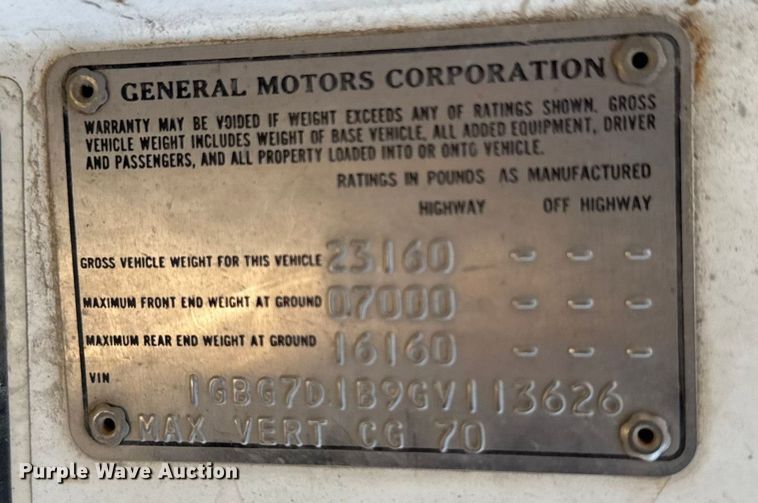 GENERAL MOTORS CORPORATION
WARRANTY MAY BE VOIDED IF WEIGHT EXCEEDS ANY OF RATINGS SHOWN. GROSS
VEHICLE WEIGHT INCLUDES WEIGHT OF BASE VEHICLE, ALL ADDED EQUIPMENT, DRIVER
AND PASSENGERS, AND ALL PROPERTY LOADED INTO OR ONTO VEHICLE.
RATINGS IN POUNDS AS MANUFACTURED
HIGHWAY OFF HIGHWAY
GROSS VEHICLE WEIGHT FOR THIS VEHICLE 23160 - - -
MAXIMUM FRONT END WEIGHT AT GROUND 07000 - - -
MAXIMUM REAR END WEIGHT AT GROUND 16160 - - -
VIN 1GBG7D1B9GV113626
MAX VERT CG 70
Purple Wave Auction